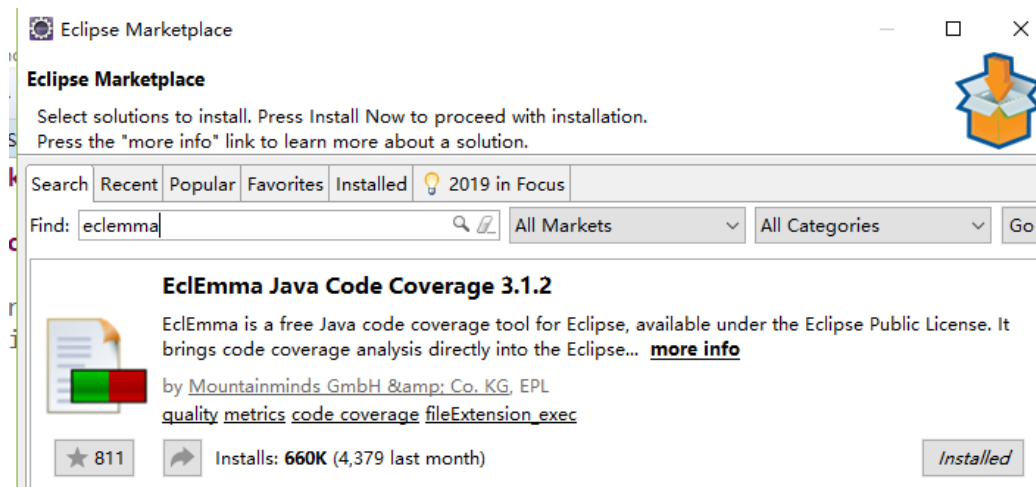 Eclipse Marketplace
Eclipse Marketplace
Select solutions to install. Press Install Now to proceed with installation.
Press the "more info" link to learn more about a solution.
Search Recent Popular Favorites Installed 2019 in Focus
Find: eclemma All Markets All Categories Go
EclEmma Java Code Coverage 3.1.2
EclEmma is a free Java code coverage tool for Eclipse, available under the Eclipse Public License. It
brings code coverage analysis directly into the Eclipse... more info
by Mountainminds GmbH &amp; Co. KG, EPL
quality metrics code coverage fileExtension_exec
811 Installs: 660K (4,379 last month) Installed